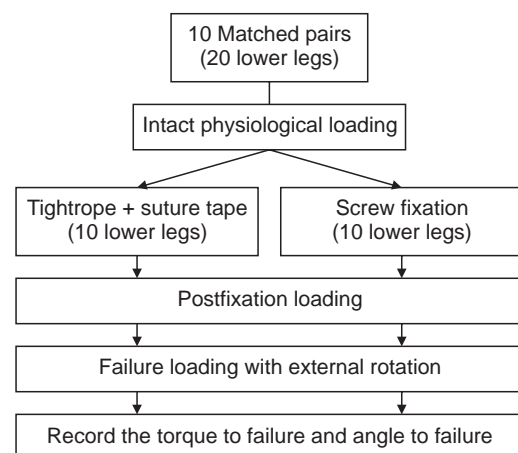 10 Matched pairs
(20 lower legs)
Intact physiological loading
Tightrope + suture tape
(10 lower legs)
Screw fixation
(10 lower legs)
Postfixation loading
Failure loading with external rotation
Record the torque to failure and angle to failure